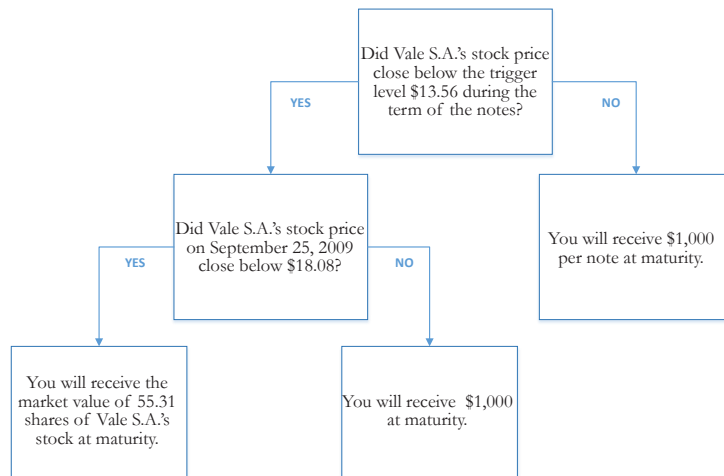 Did Vale S.A.'s stock price
close below the trigger
level $13.56 during the
term of the notes?
YES
NO
Did Vale S.A.'s stock price
on September 25, 2009
close below $18.08?
You will receive $1,000
per note at maturity.
YES
NO
You will receive the
market value of 55.31
shares of Vale S.A.'s
stock at maturity.
You will receive $1,000
at maturity.